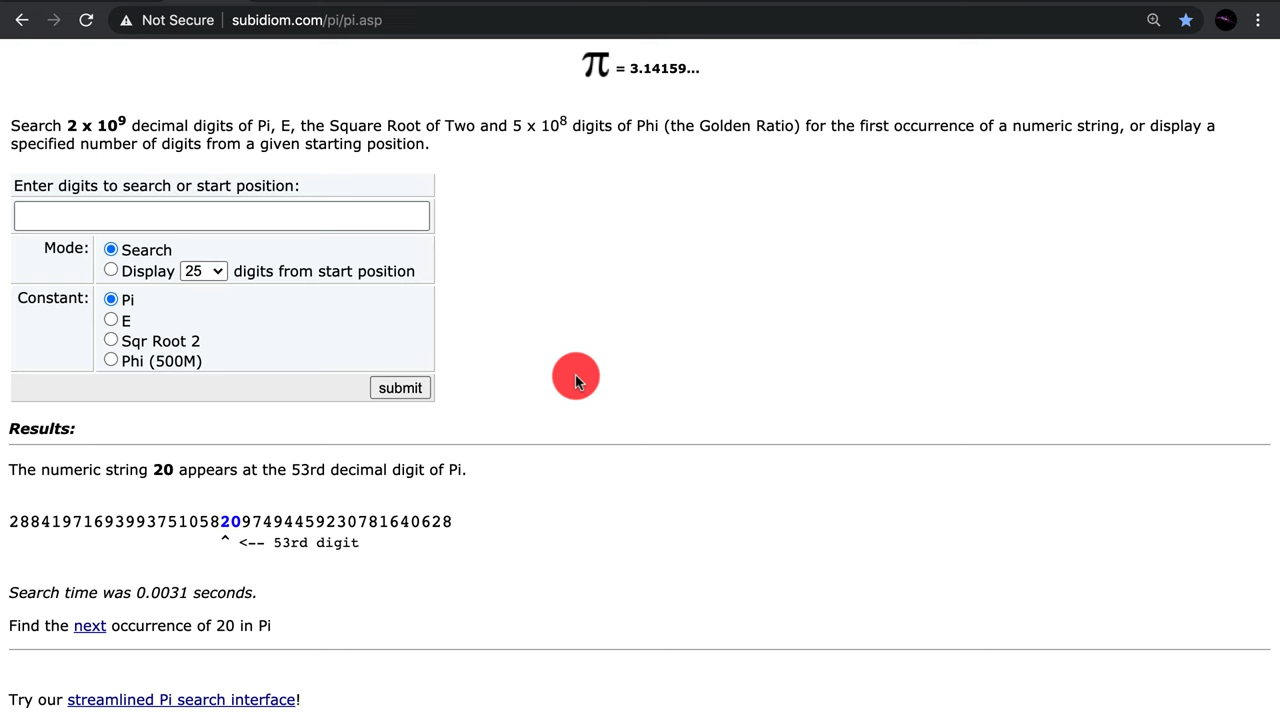 Not Secure subidiom.com/pi/pi.asp
π = 3.14159...
Search 2 x 10⁹ decimal digits of Pi, E, the Square Root of Two and 5 x 10⁸ digits of Phi (the Golden Ratio) for the first occurrence of a numeric string, or display a
specified number of digits from a given starting position.
Enter digits to search or start position:
Mode: Search
Display 25 digits from start position
Constant: Pi
E
Sqr Root 2
Phi (500M)
submit
Results:
The numeric string 20 appears at the 53rd decimal digit of Pi.
28841971693993751058209749445923078​1640628
^ <-- 53rd digit
Search time was 0.0031 seconds.
Find the next occurrence of 20 in Pi
Try our streamlined Pi search interface!